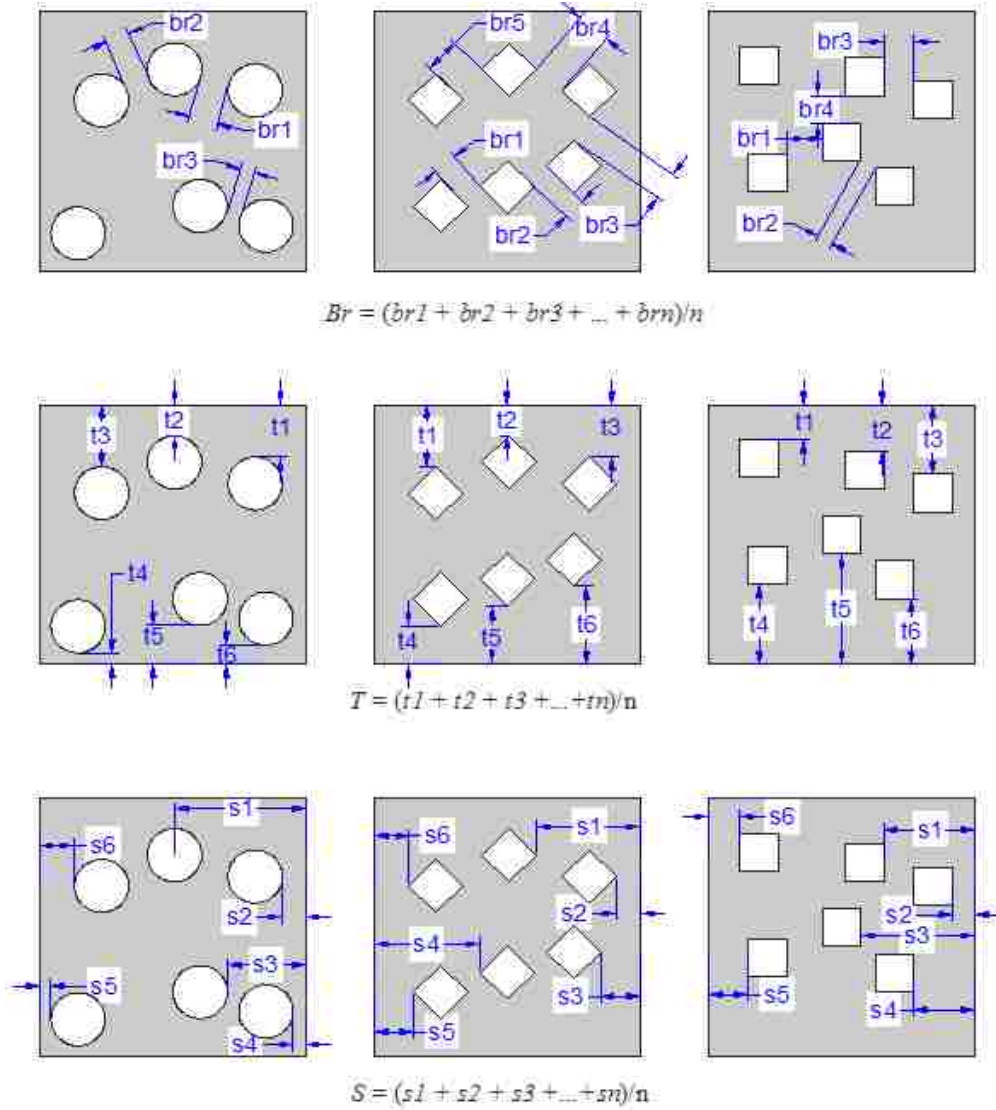 br2
br1
br3
br5
br4
br1
br2
br3
br3
br4
br1
br2
Br = (br1 + br2 + br3 + ... + brn)/n
t3
t2
t1
t4
t5
t6
t1
t2
t3
t4
t5
t6
t1
t2
t3
t4
t5
t6
T = (t1 + t2 + t3 +...+tn)/n
s1
s6
s2
s3
s5
s4
s6
s1
s2
s4
s3
s5
s6
s1
s2
s3
s5
s4
S = (s1 + s2 + s3 +...+sn)/n